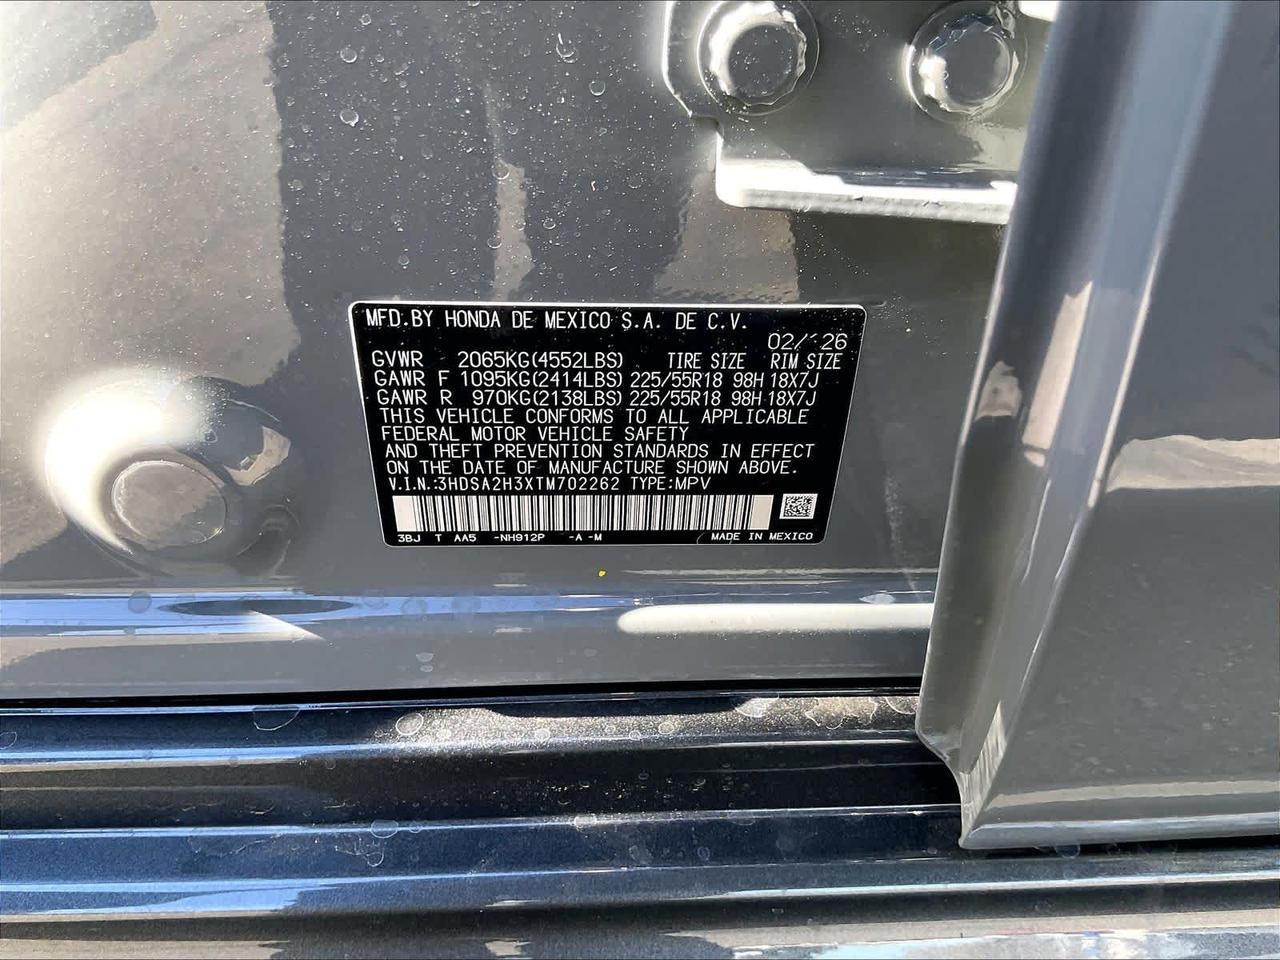 MFD.BY HONDA DE MEXICO S.A. DE C.V.
02/'26
GVWR 2065KG(4552LBS) TIRE SIZE RIM SIZE
GAWR F 1095KG(2414LBS) 225/55R18 98H 18X7J
GAWR R 970KG(2138LBS) 225/55R18 98H 18X7J
THIS VEHICLE CONFORMS TO ALL APPLICABLE
FEDERAL MOTOR VEHICLE SAFETY
AND THEFT PREVENTION STANDARDS IN EFFECT
ON THE DATE OF MANUFACTURE SHOWN ABOVE.
V.I.N.:3HDSA2H3XTM702262 TYPE:MPV
3BJ T AA5 -NH912P -A -M MADE IN MEXICO